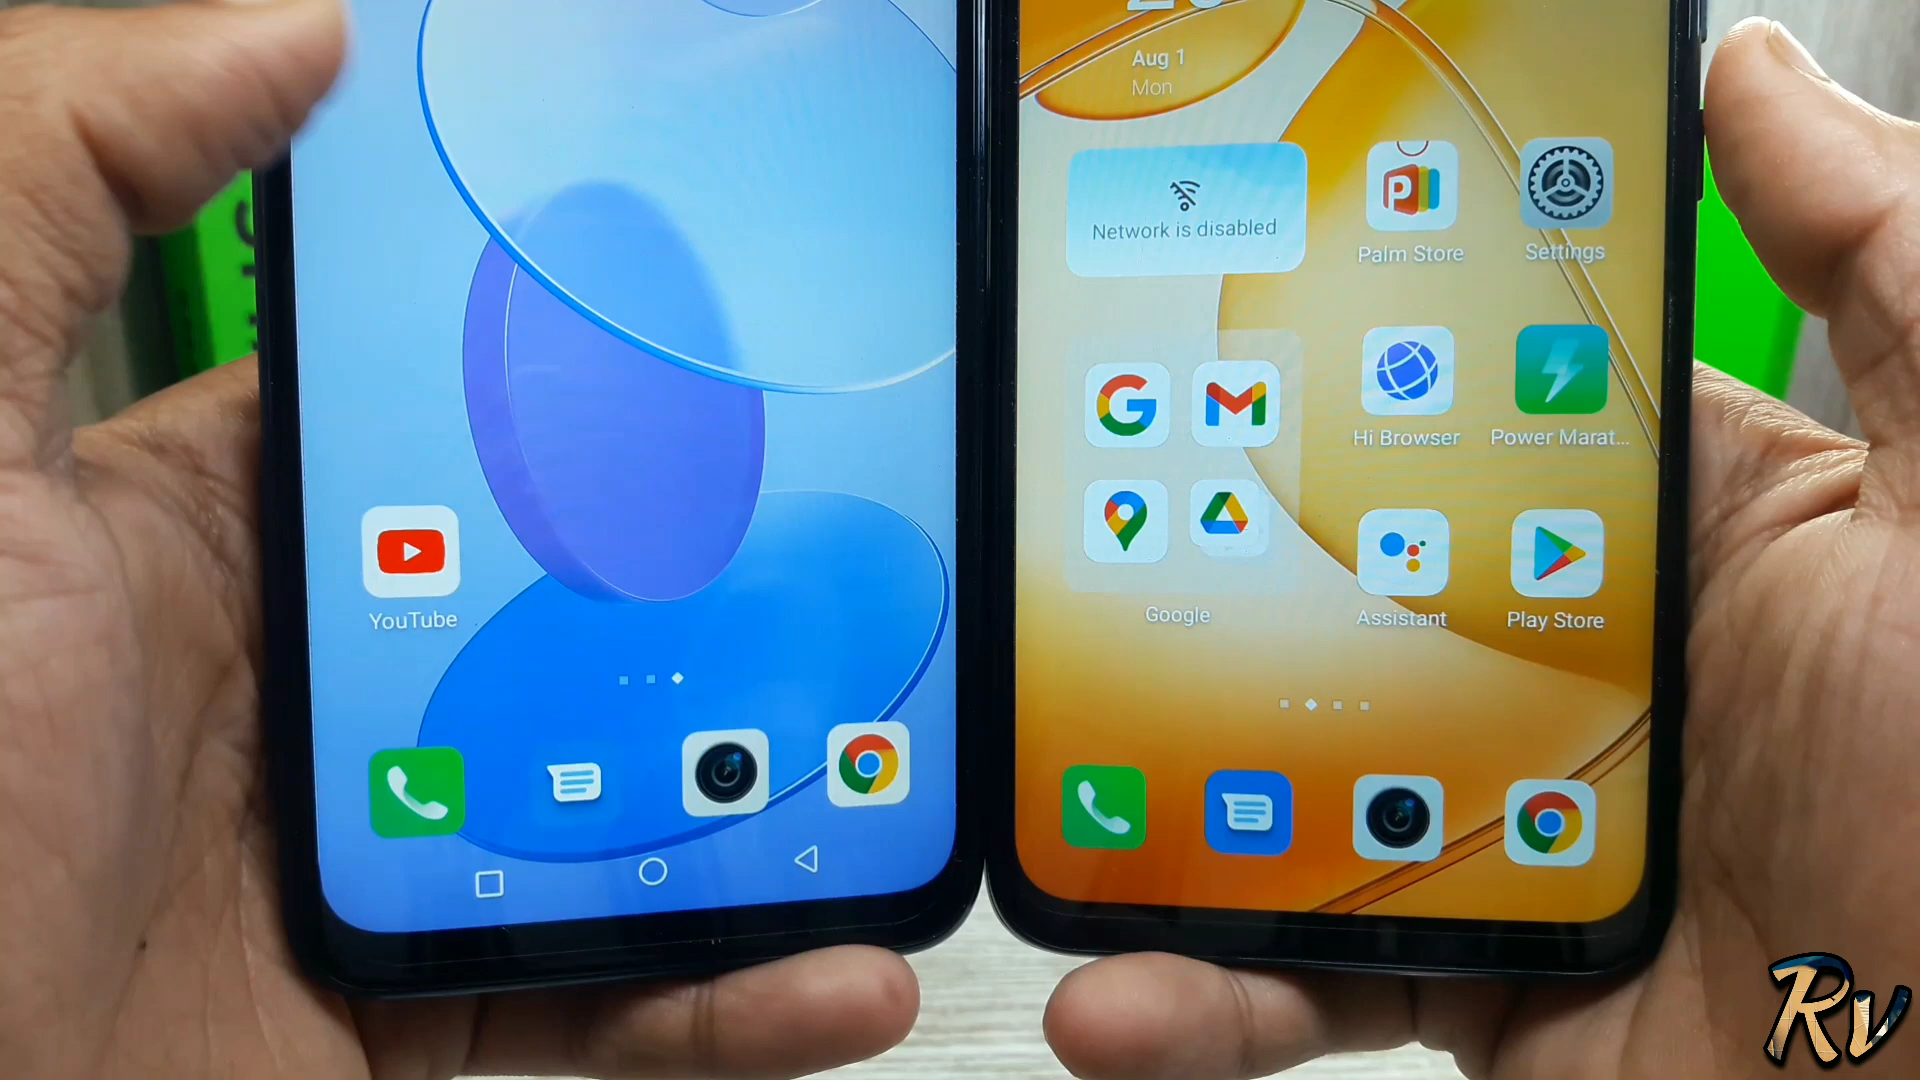 Aug 1
Mon
Network is disabled
Palm Store
Settings
Hi Browser
Power Marat...
Google
Assistant
Play Store
YouTube
Rv